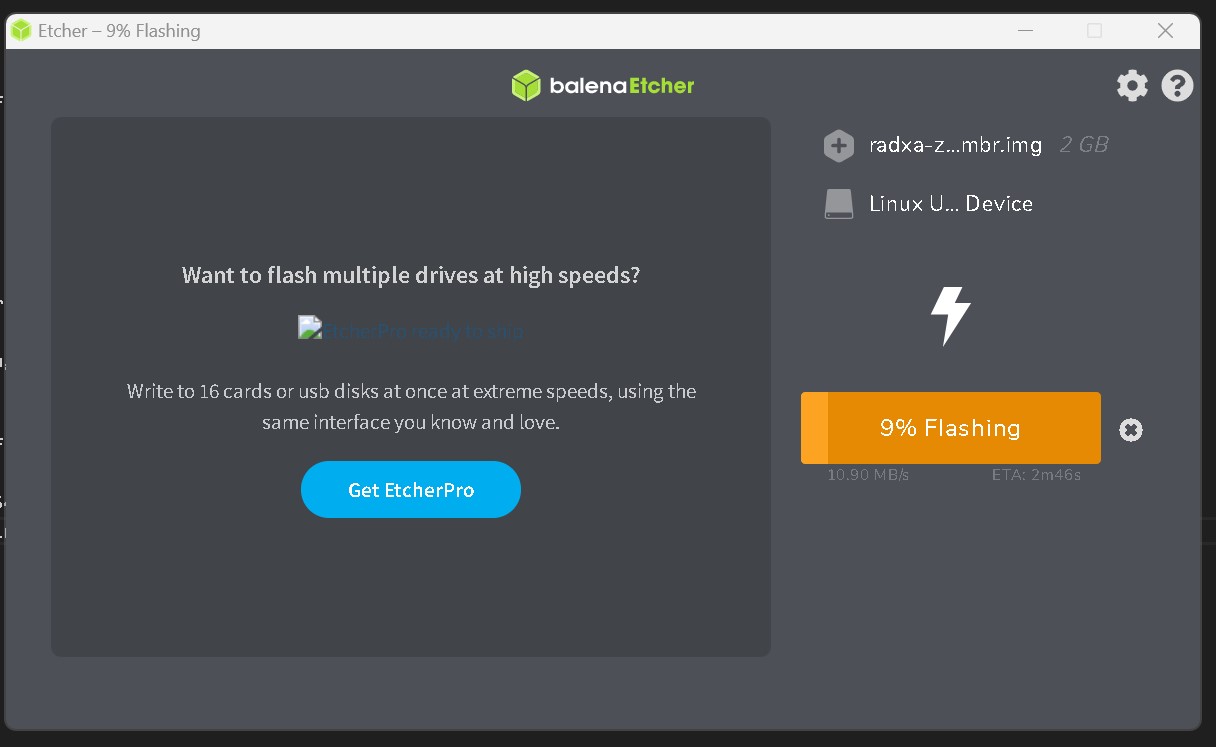 Etcher – 9% Flashing
balenaEtcher
radxa-z...mbr.img 2 GB
Linux U... Device
Want to flash multiple drives at high speeds?
EtcherPro ready to ship
Write to 16 cards or usb disks at once at extreme speeds, using the
same interface you know and love.
Get EtcherPro
9% Flashing
10.90 MB/s ETA: 2m46s